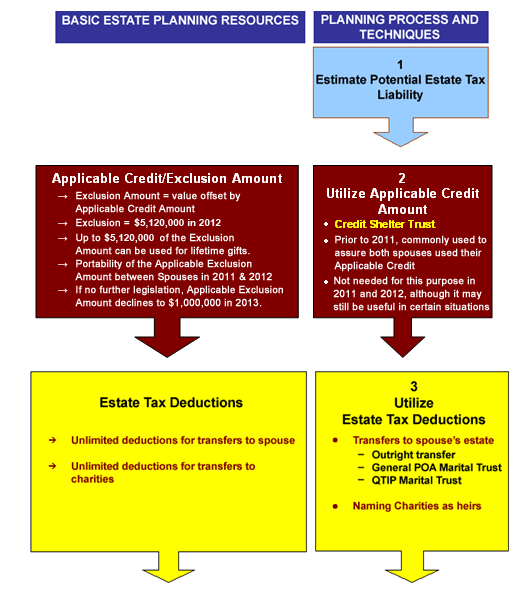 BASIC ESTATE PLANNING RESOURCES
PLANNING PROCESS AND
TECHNIQUES
1
Estimate Potential Estate Tax
Liability
Applicable Credit/Exclusion Amount
→ Exclusion Amount = value offset by
Applicable Credit Amount
→ Exclusion = $5,120,000 in 2012
→ Up to $5,120,000 of the Exclusion
Amount can be used for lifetime gifts.
→ Portability of the Applicable Exclusion
Amount between Spouses in 2011 & 2012
→ If no further legislation, Applicable Exclusion
Amount declines to $1,000,000 in 2013.
2
Utilize Applicable Credit
Amount
• Credit Shelter Trust
• Prior to 2011, commonly used to
assure both spouses used their
Applicable Credit
• Not needed for this purpose in
2011 and 2012, although it may
still be useful in certain situations
Estate Tax Deductions
→ Unlimited deductions for transfers to spouse
→ Unlimited deductions for transfers to
charities
3
Utilize
Estate Tax Deductions
• Transfers to spouse's estate
– Outright transfer
– General POA Marital Trust
– QTIP Marital Trust
• Naming Charities as heirs